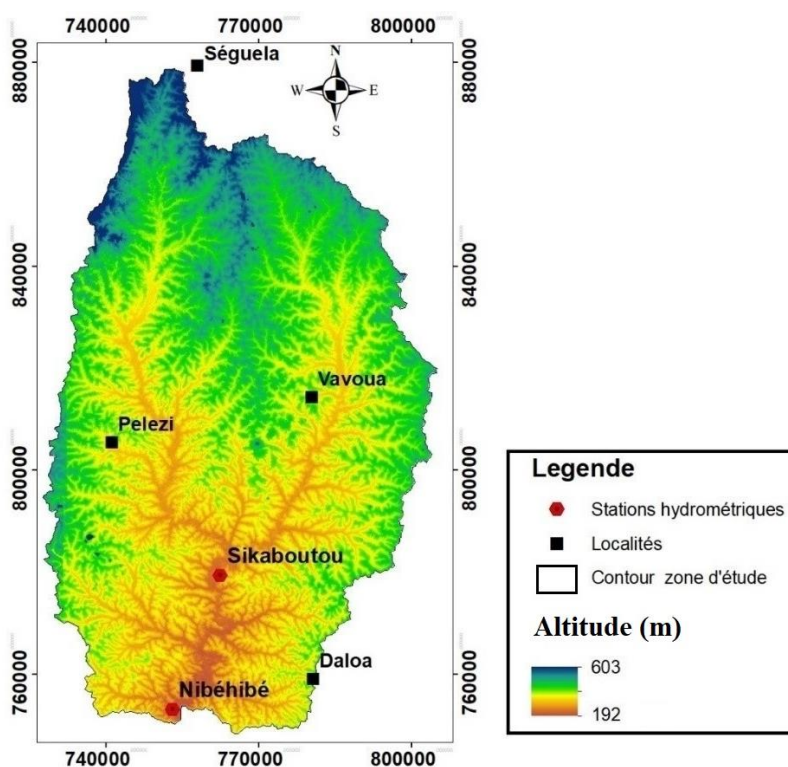 740000
770000
800000
880000
880000
Séguela
N
W
E
S
840000
840000
Vavoua
Pelezi
800000
800000
Sikaboutou
Daloa
760000
760000
Nibéhibé
740000
770000
800000
Legende
Stations hydrométriques
Localités
Contour zone d'étude
Altitude (m)
603
192